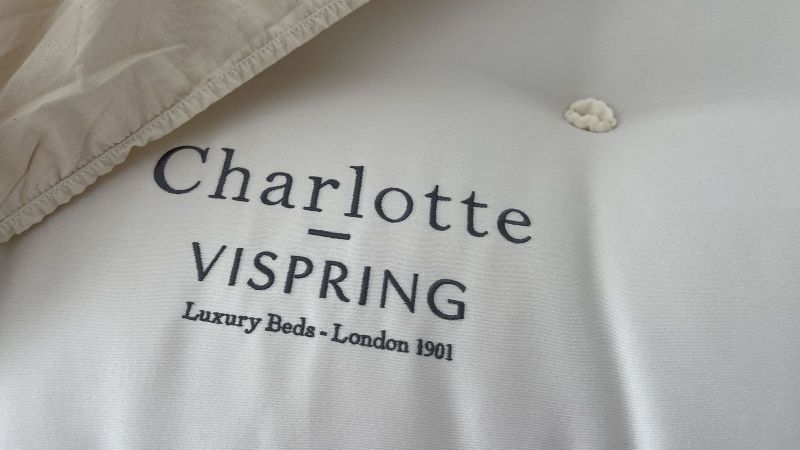 Charlotte
VISPRING
Luxury Beds - London 1901